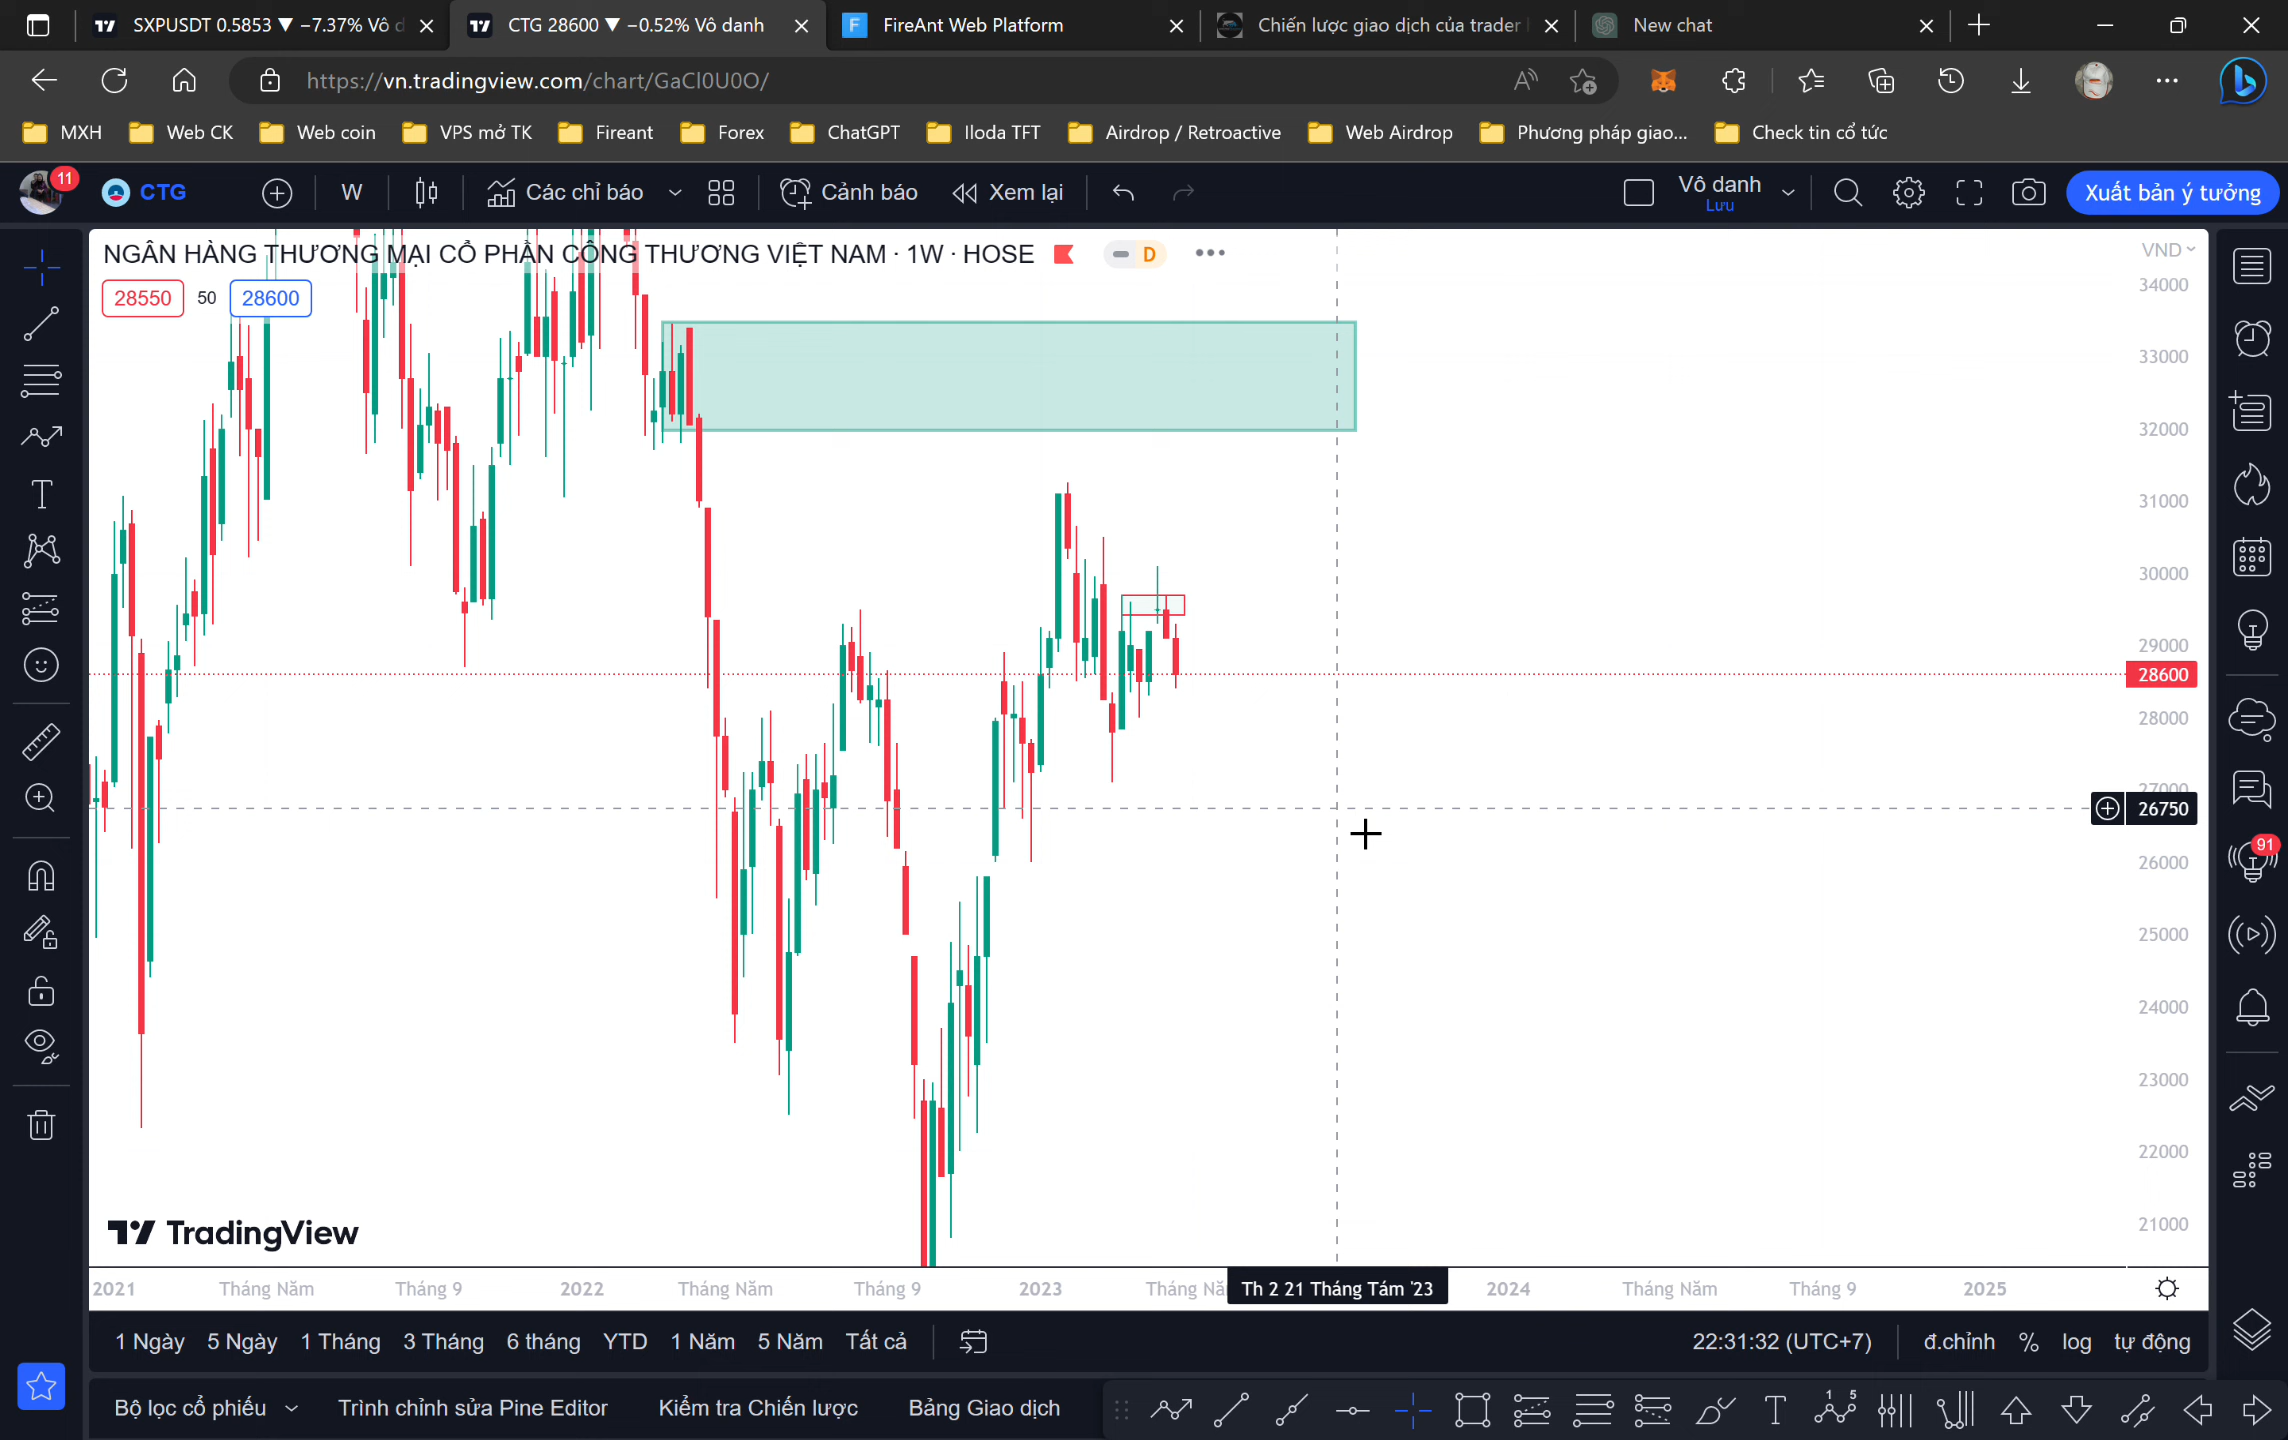 SXPUSDT 0.5853 ▼ −7.37% Vô d
CTG 28600 ▼ −0.52% Vô danh
FireAnt Web Platform
Chiến lược giao dịch của trader
New chat
https://vn.tradingview.com/chart/GaCl0U0O/
MXH
Web CK
Web coin
VPS mở TK
Fireant
Forex
ChatGPT
Iloda TFT
Airdrop / Retroactive
Web Airdrop
Phương pháp giao...
Check tin cổ tức
11
CTG
W
Các chỉ báo
Cảnh báo
Xem lại
Vô danh
Lưu
Xuất bản ý tưởng
NGÂN HÀNG THƯƠNG MẠI CỔ PHẦN CÔNG THƯƠNG VIỆT NAM · 1W · HOSE
D
VND
28550
50
28600
34000
33000
32000
31000
30000
29000
28600
28000
27000
26750
26000
25000
24000
23000
22000
21000
91
TradingView
2021
Tháng Năm
Tháng 9
2022
Tháng Năm
Tháng 9
2023
Tháng Nă
Th 2 21 Tháng Tám '23
2024
Tháng Năm
Tháng 9
2025
1 Ngày
5 Ngày
1 Tháng
3 Tháng
6 tháng
YTD
1 Năm
5 Năm
Tất cả
22:31:32 (UTC+7)
đ.chỉnh
%
log
tự động
Bộ lọc cổ phiếu
Trình chỉnh sửa Pine Editor
Kiểm tra Chiến lược
Bảng Giao dịch